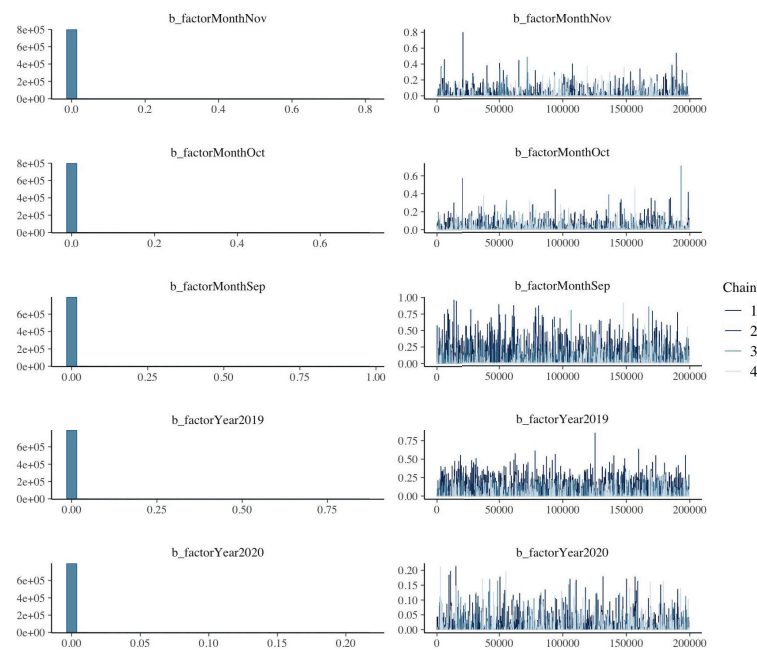 b_factorMonthNov b_factorMonthNov
8e+05 0.8
6e+05 0.6
4e+05 0.4
2e+05 0.2
0e+00 0.0
0.0 0.2 0.4 0.6 0.8 0 50000 100000 150000 200000
b_factorMonthOct b_factorMonthOct
8e+05
6e+05 0.6
4e+05 0.4
2e+05 0.2
0e+00 0.0
0.0 0.2 0.4 0.6 0 50000 100000 150000 200000
b_factorMonthSep b_factorMonthSep
Chain
1.00
6e+05 0.75
1
4e+05 0.50
2
2e+05 0.25
3
0e+00 0.00
4
0.00 0.25 0.50 0.75 1.00 0 50000 100000 150000 200000
b_factorYear2019 b_factorYear2019
6e+05 0.75
4e+05 0.50
2e+05 0.25
0e+00 0.00
0.00 0.25 0.50 0.75 0 50000 100000 150000 200000
b_factorYear2020 b_factorYear2020
0.20
6e+05 0.15
4e+05 0.10
2e+05 0.05
0e+00 0.00
0.00 0.05 0.10 0.15 0.20 0 50000 100000 150000 200000